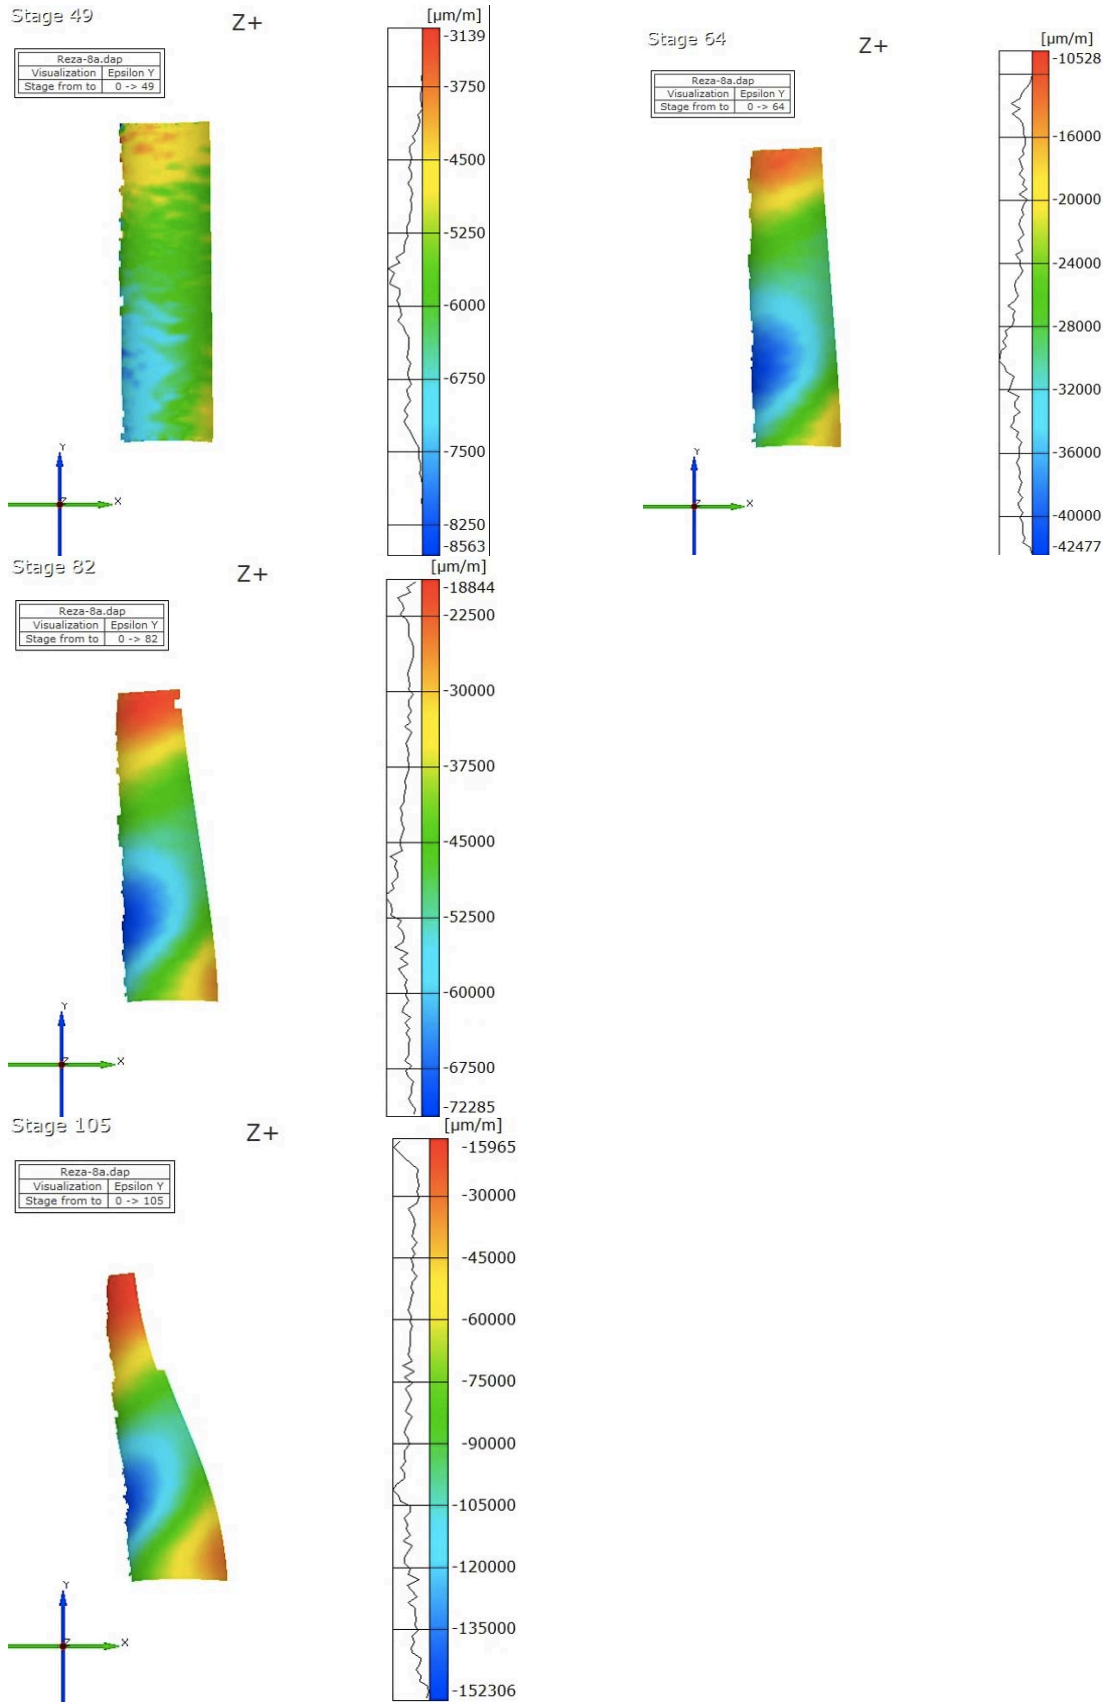 Stage 49
Z+
[µm/m]
Reza-8a.dap
Visualization Epsilon Y
Stage from to 0 -> 49
-3139
-3750
-4500
-5250
-6000
-6750
-7500
-8250
-8563
Y
Z
X
Stage 64
Z+
[µm/m]
Reza-8a.dap
Visualization Epsilon Y
Stage from to 0 -> 64
-10528
-16000
-20000
-24000
-28000
-32000
-36000
-40000
-42477
Y
Z
X
Stage 82
Z+
[µm/m]
Reza-8a.dap
Visualization Epsilon Y
Stage from to 0 -> 82
-18844
-22500
-30000
-37500
-45000
-52500
-60000
-67500
-72285
Y
Z
X
Stage 105
Z+
[µm/m]
Reza-8a.dap
Visualization Epsilon Y
Stage from to 0 -> 105
-15965
-30000
-45000
-60000
-75000
-90000
-105000
-120000
-135000
-152306
Y
Z
X